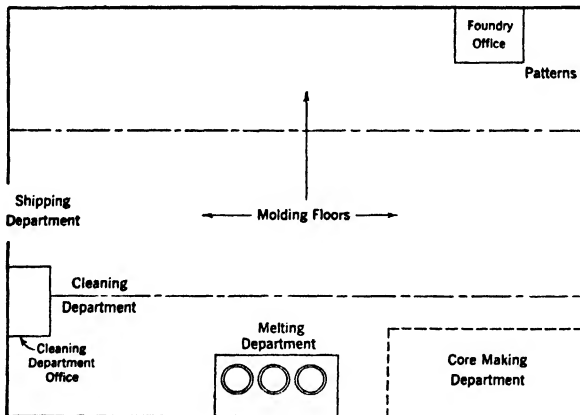 Foundry
Office
Patterns
Shipping
Department
Molding Floors
Cleaning
Department
Cleaning
Department
Office
Melting
Department
Core Making
Department